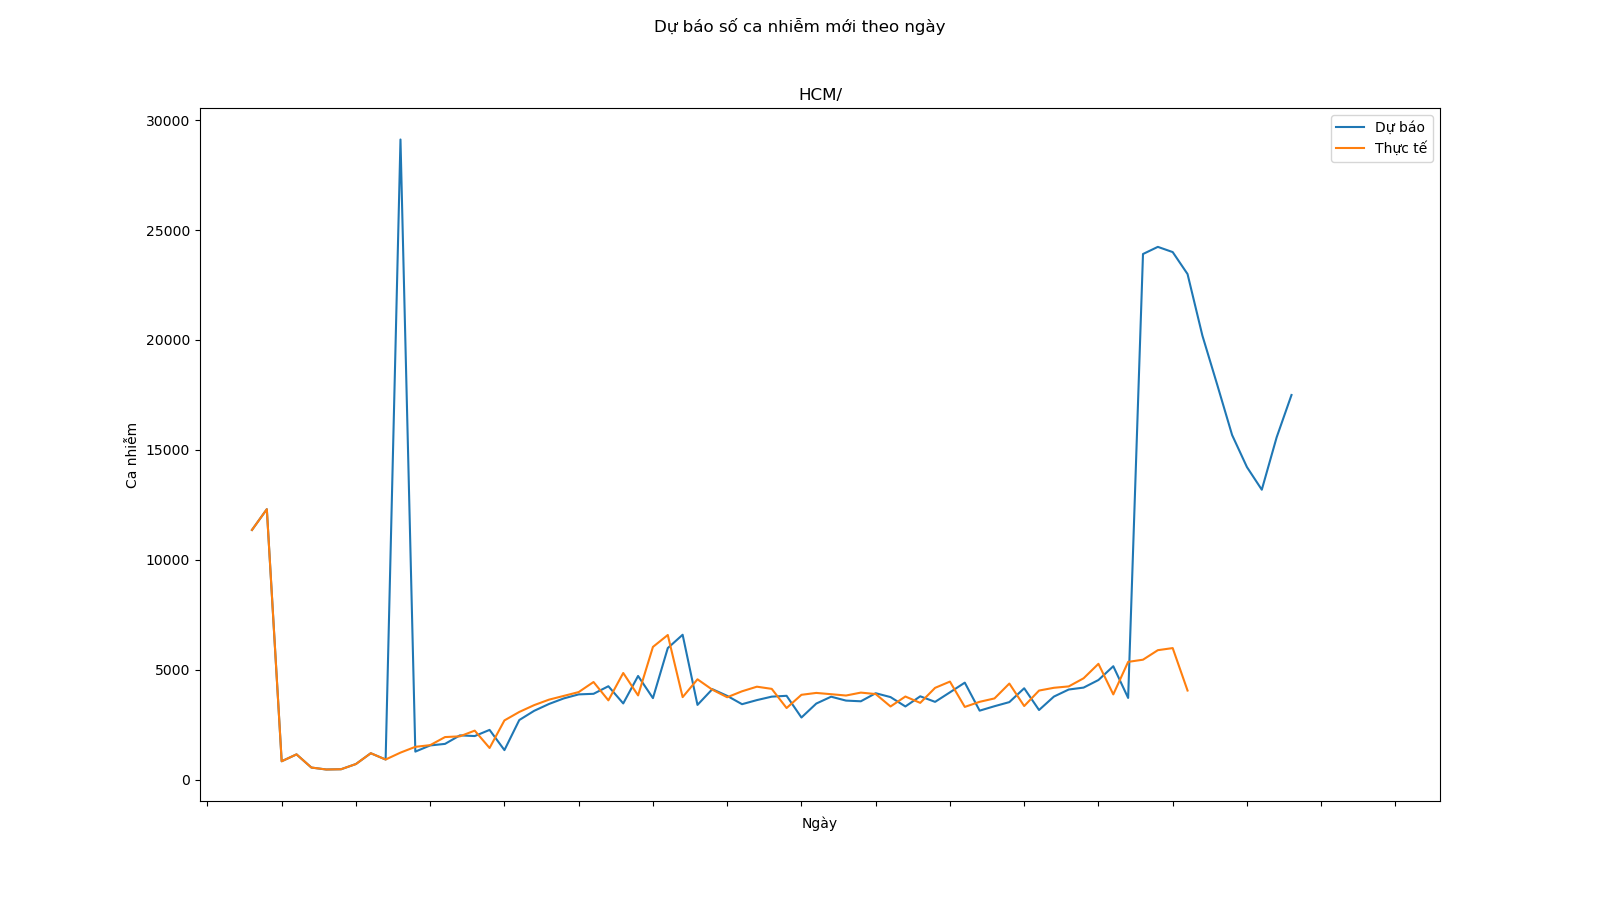 Dự báo số ca nhiễm mới theo ngày
HCM/
30000
25000
20000
15000
10000
5000
0
Ca nhiễm
Dự báo
Thực tế
Ngày